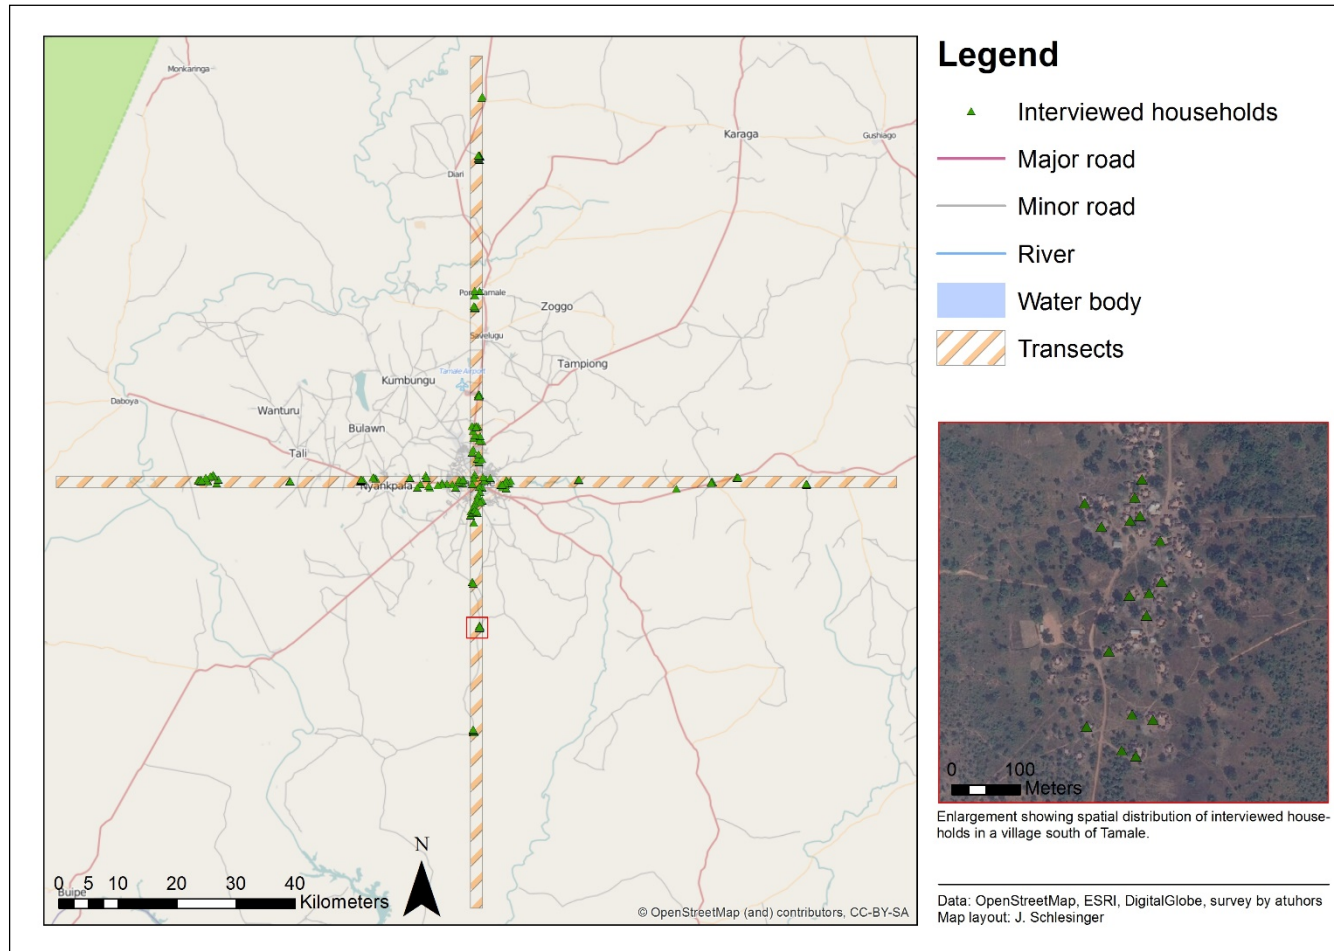 Monkaringa
Karaga
Gushiago
Diari
Zoggo
Savelugu
Tampiong
Tamale Airport
Kumbungu
Daboya
Wanturu
Bulawn
Tali
Nyankpala
N
0 5 10 20 30 40
Kilometers
Buipe
© OpenStreetMap (and) contributors, CC-BY-SA
Legend
Interviewed households
Major road
Minor road
River
Water body
Transects
0 100
Meters
Enlargement showing spatial distribution of interviewed house-
holds in a village south of Tamale.
Data: OpenStreetMap, ESRI, DigitalGlobe, survey by atuhors
Map layout: J. Schlesinger